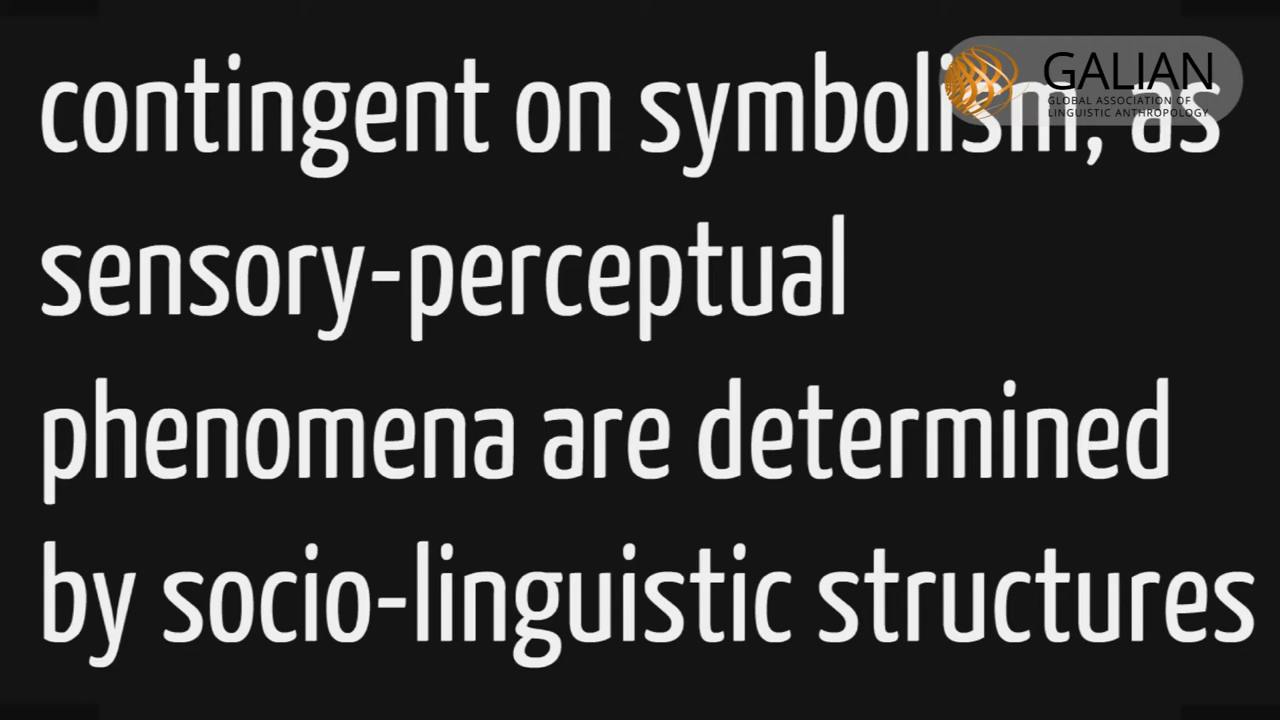 contingent on symbolism, as
GALIAN
GLOBAL ASSOCIATION OF
LINGUISTIC ANTHROPOLOGY
sensory-perceptual
phenomena are determined
by socio-linguistic structures